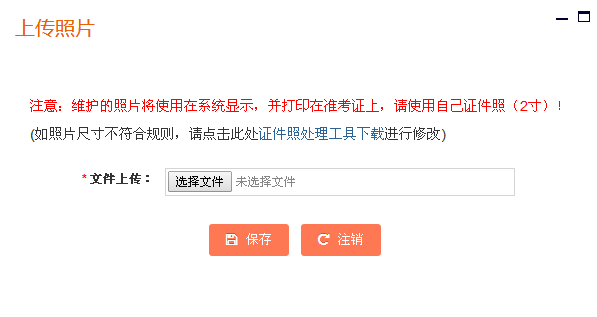 上传照片
注意：维护的照片将使用在系统显示，并打印在准考证上，请使用自己证件照（2寸）！
(如照片尺寸不符合规则，请点击此处证件照处理工具下载进行修改)
*文件上传： 选择文件 未选择文件
保存 注销